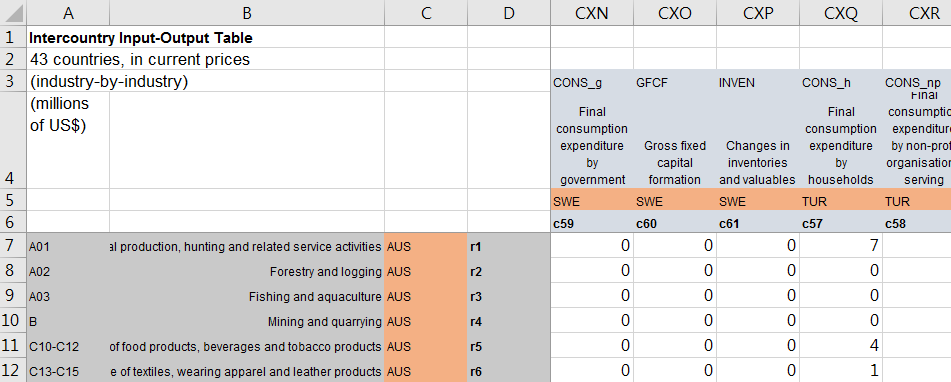 A B C D CXN CXO CXP CXQ CXR
1 Intercountry Input-Output Table
2 43 countries, in current prices
3 (industry-by-industry) CONS_g GFCF INVEN CONS_h CONS_np
4 (millions of US$) Final consumption expenditure by government Gross fixed capital formation Changes in inventories and valuables Final consumption expenditure by households Final by serving
5 SWE SWE SWE TUR TUR
6 c59 c60 c61 c57 c58
7 A01 production, hunting and related service activities AUS r1 0 0 0 7
8 A02 Forestry and logging AUS r2 0 0 0 0
9 A03 Fishing and aquaculture AUS r3 0 0 0 0
10 B Mining and quarrying AUS r4 0 0 0 0
11 C10-C12 of food products, beverages and tobacco products AUS r5 0 0 0 4
12 C13-C15 of textiles, wearing apparel and leather products AUS r6 0 0 0 1